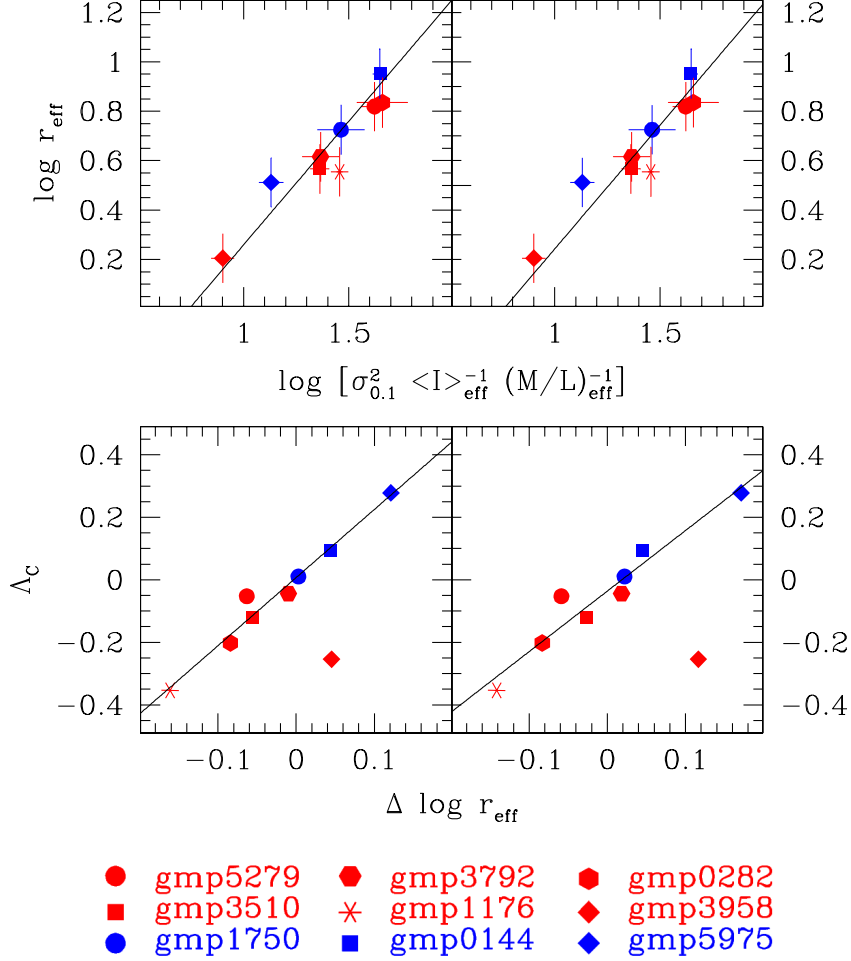 1.2
1
0.8
0.6
0.4
0.2
log r_eff
1.2
1
0.8
0.6
0.4
0.2
1 1.5 1 1.5
log [σ²₀.₁ <I>⁻¹_eff (M/L)⁻¹_eff]
0.4
0.2
0
−0.2
−0.4
Λ_C
0.4
0.2
0
−0.2
−0.4
−0.1 0 0.1 −0.1 0 0.1
Δ log r_eff
gmp5279 gmp3792 gmp0282
gmp3510 gmp1176 gmp3958
gmp1750 gmp0144 gmp5975